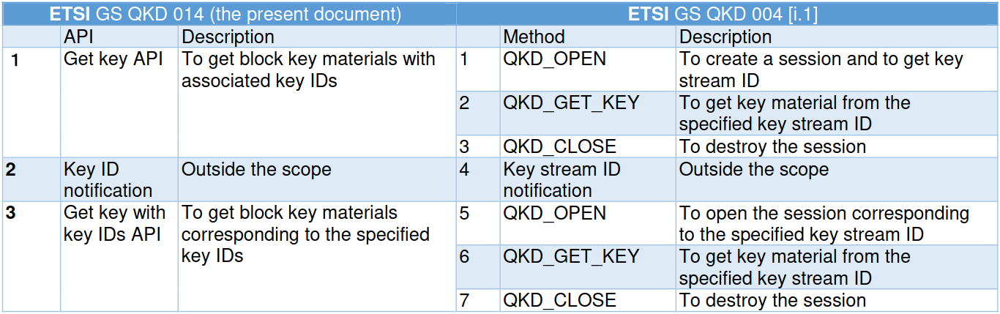 ETSI GS QKD 014 (the present document) ETSI GS QKD 004 [i.1]
API Description Method Description
1 Get key API To get block key materials with associated key IDs 1 QKD_OPEN To create a session and to get key stream ID
2 QKD_GET_KEY To get key material from the specified key stream ID
3 QKD_CLOSE To destroy the session
2 Key ID notification Outside the scope 4 Key stream ID notification Outside the scope
3 Get key with key IDs API To get block key materials corresponding to the specified key IDs 5 QKD_OPEN To open the session corresponding to the specified key stream ID
6 QKD_GET_KEY To get key material from the specified key stream ID
7 QKD_CLOSE To destroy the session